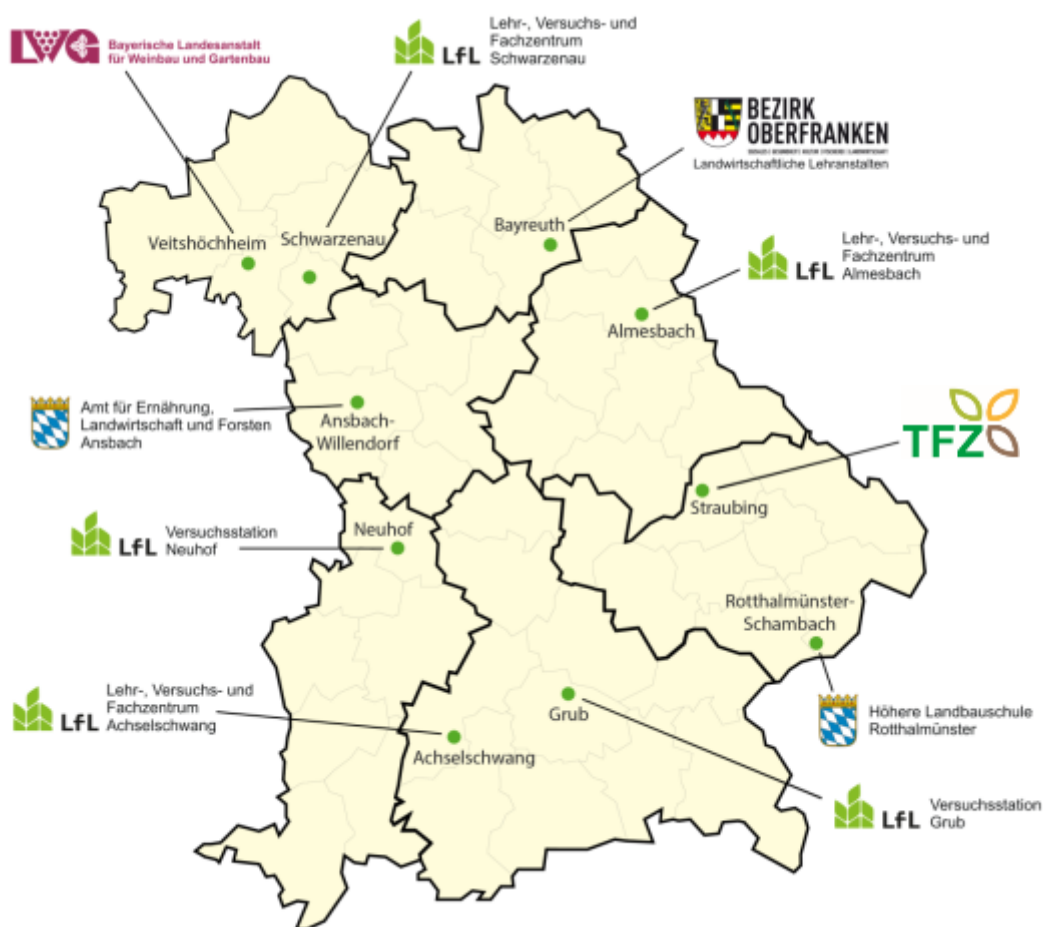 LWG
Bayerische Landesanstalt
für Weinbau und Gartenbau
LfL
Lehr-, Versuchs- und
Fachzentrum
Schwarzenau
BEZIRK
OBERFRANKEN
Landwirtschaftliche Lehranstalten
Veitshöchheim
Schwarzenau
Bayreuth
LfL
Lehr-, Versuchs- und
Fachzentrum
Almesbach
Almesbach
Amt für Ernährung,
Landwirtschaft und Forsten
Ansbach
Ansbach-
Willendorf
TFZ
Straubing
LfL
Versuchsstation
Neuhof
Neuhof
Rotthalmünster-
Schambach
LfL
Lehr-, Versuchs- und
Fachzentrum
Achselschwang
Achselschwang
Grub
Höhere Landbauschule
Rotthalmünster
LfL
Versuchsstation
Grub